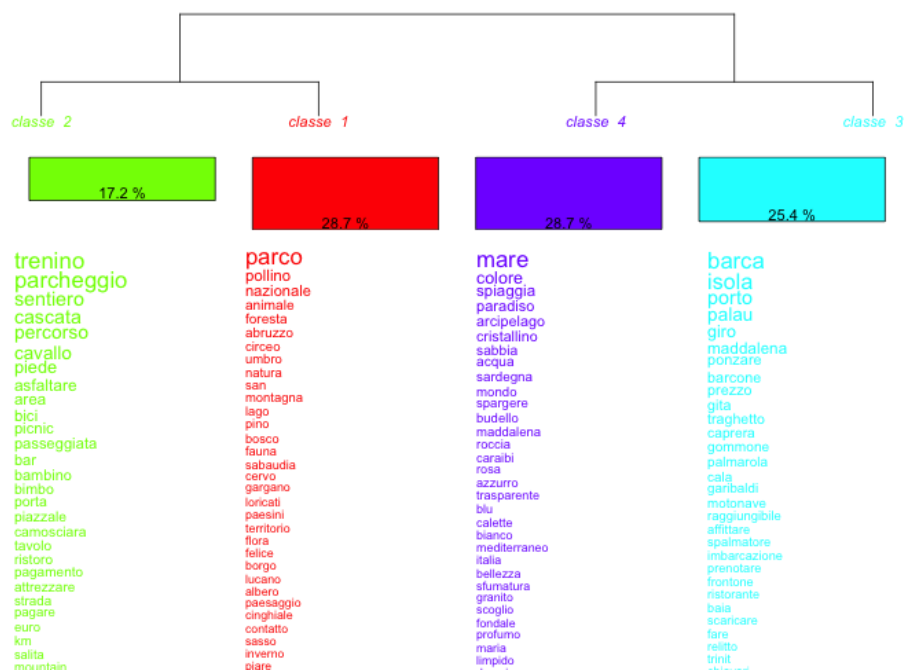 classe 2
classe 1
classe 4
classe 3
17.2 %
28.7 %
28.7 %
25.4 %
trenino
parcheggio
sentiero
cascata
percorso
cavallo
piede
asfaltare
area
bici
picnic
passeggiata
bar
bambino
bimbo
porta
piazzale
camosciara
tavolo
ristoro
pagamento
attrezzare
strada
pagare
euro
km
salita
mountain
parco
pollino
nazionale
animale
foresta
abruzzo
circeo
umbro
natura
san
montagna
lago
pino
bosco
fauna
sabaudia
cervo
gargano
loricati
paesini
territorio
flora
felice
borgo
lucano
albero
paesaggio
cinghiale
contatto
sasso
inverno
piare
mare
colore
spiaggia
paradiso
arcipelago
cristallino
sabbia
acqua
sardegna
mondo
spargere
budello
maddalena
roccia
caraibi
rosa
azzurro
trasparente
blu
calette
bianco
mediterraneo
italia
bellezza
sfumatura
granito
scoglio
fondale
profumo
maria
limpido
barca
isola
porto
palau
giro
maddalena
ponzare
barcone
prezzo
gita
traghetto
caprera
gommone
palmarola
cala
garibaldi
motonave
raggiungibile
affittare
spalmatore
imbarcazione
prenotare
frontone
ristorante
baia
scaricare
fare
relitto
trinit